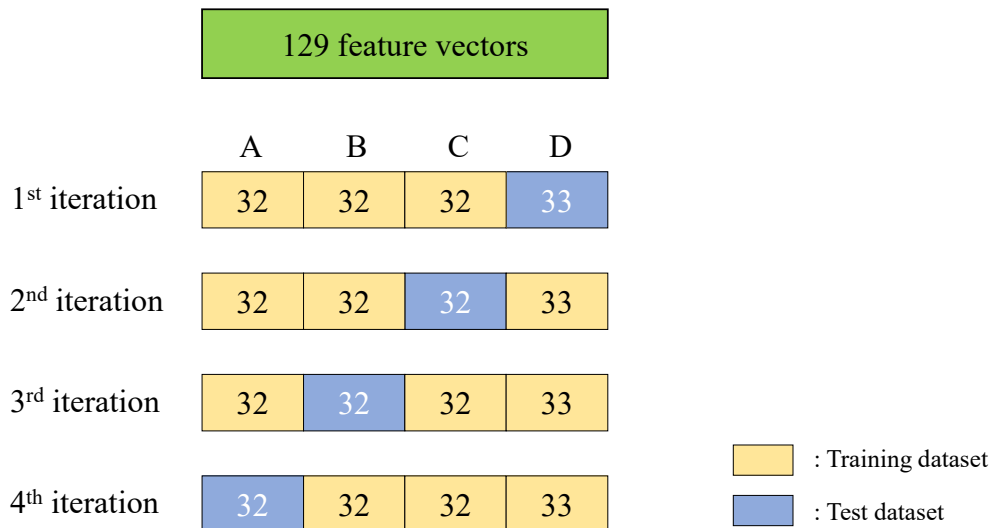 129 feature vectors
A B C D
1st iteration 32 32 32 33
2nd iteration 32 32 32 33
3rd iteration 32 32 32 33
4th iteration 32 32 32 33
: Training dataset
: Test dataset